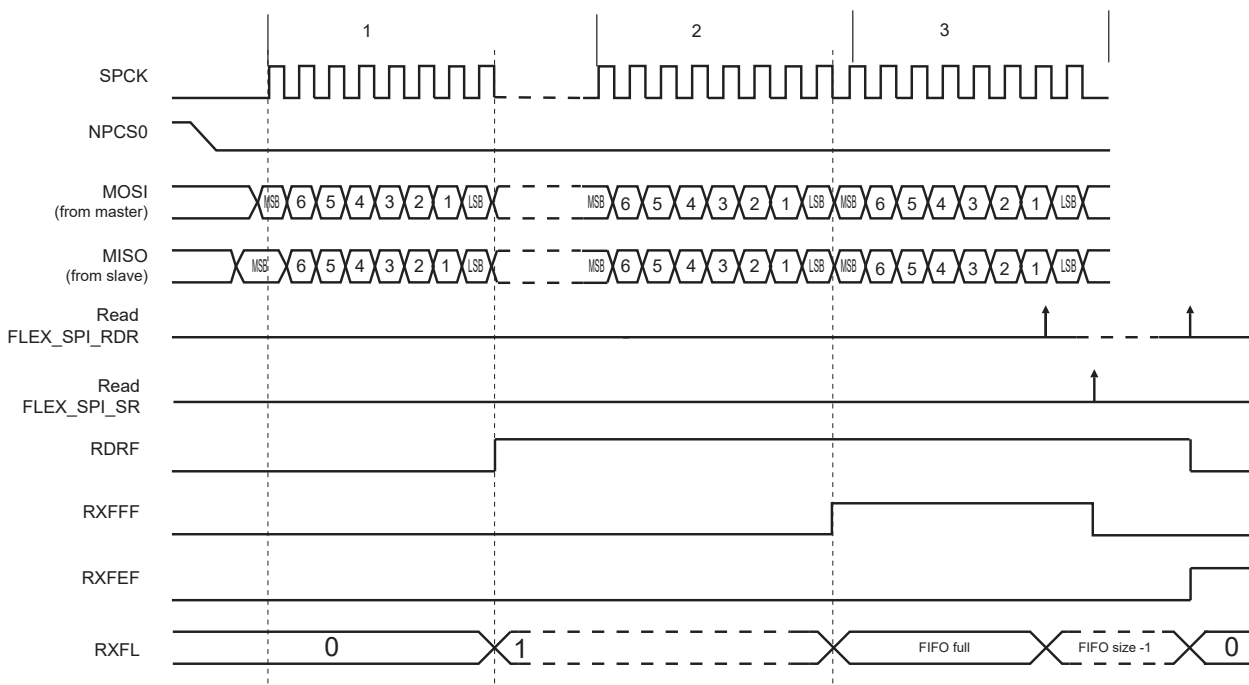 1 2 3
SPCK
NPCS0
MOSI
(from master)
MSB 6 5 4 3 2 1 LSB MSB 6 5 4 3 2 1 LSB MSB 6 5 4 3 2 1 LSB
MISO
(from slave)
MSB 6 5 4 3 2 1 LSB MSB 6 5 4 3 2 1 LSB MSB 6 5 4 3 2 1 LSB
Read
FLEX_SPI_RDR
Read
FLEX_SPI_SR
RDRF
RXFFF
RXFEF
RXFL 0 1 FIFO full FIFO size -1 0